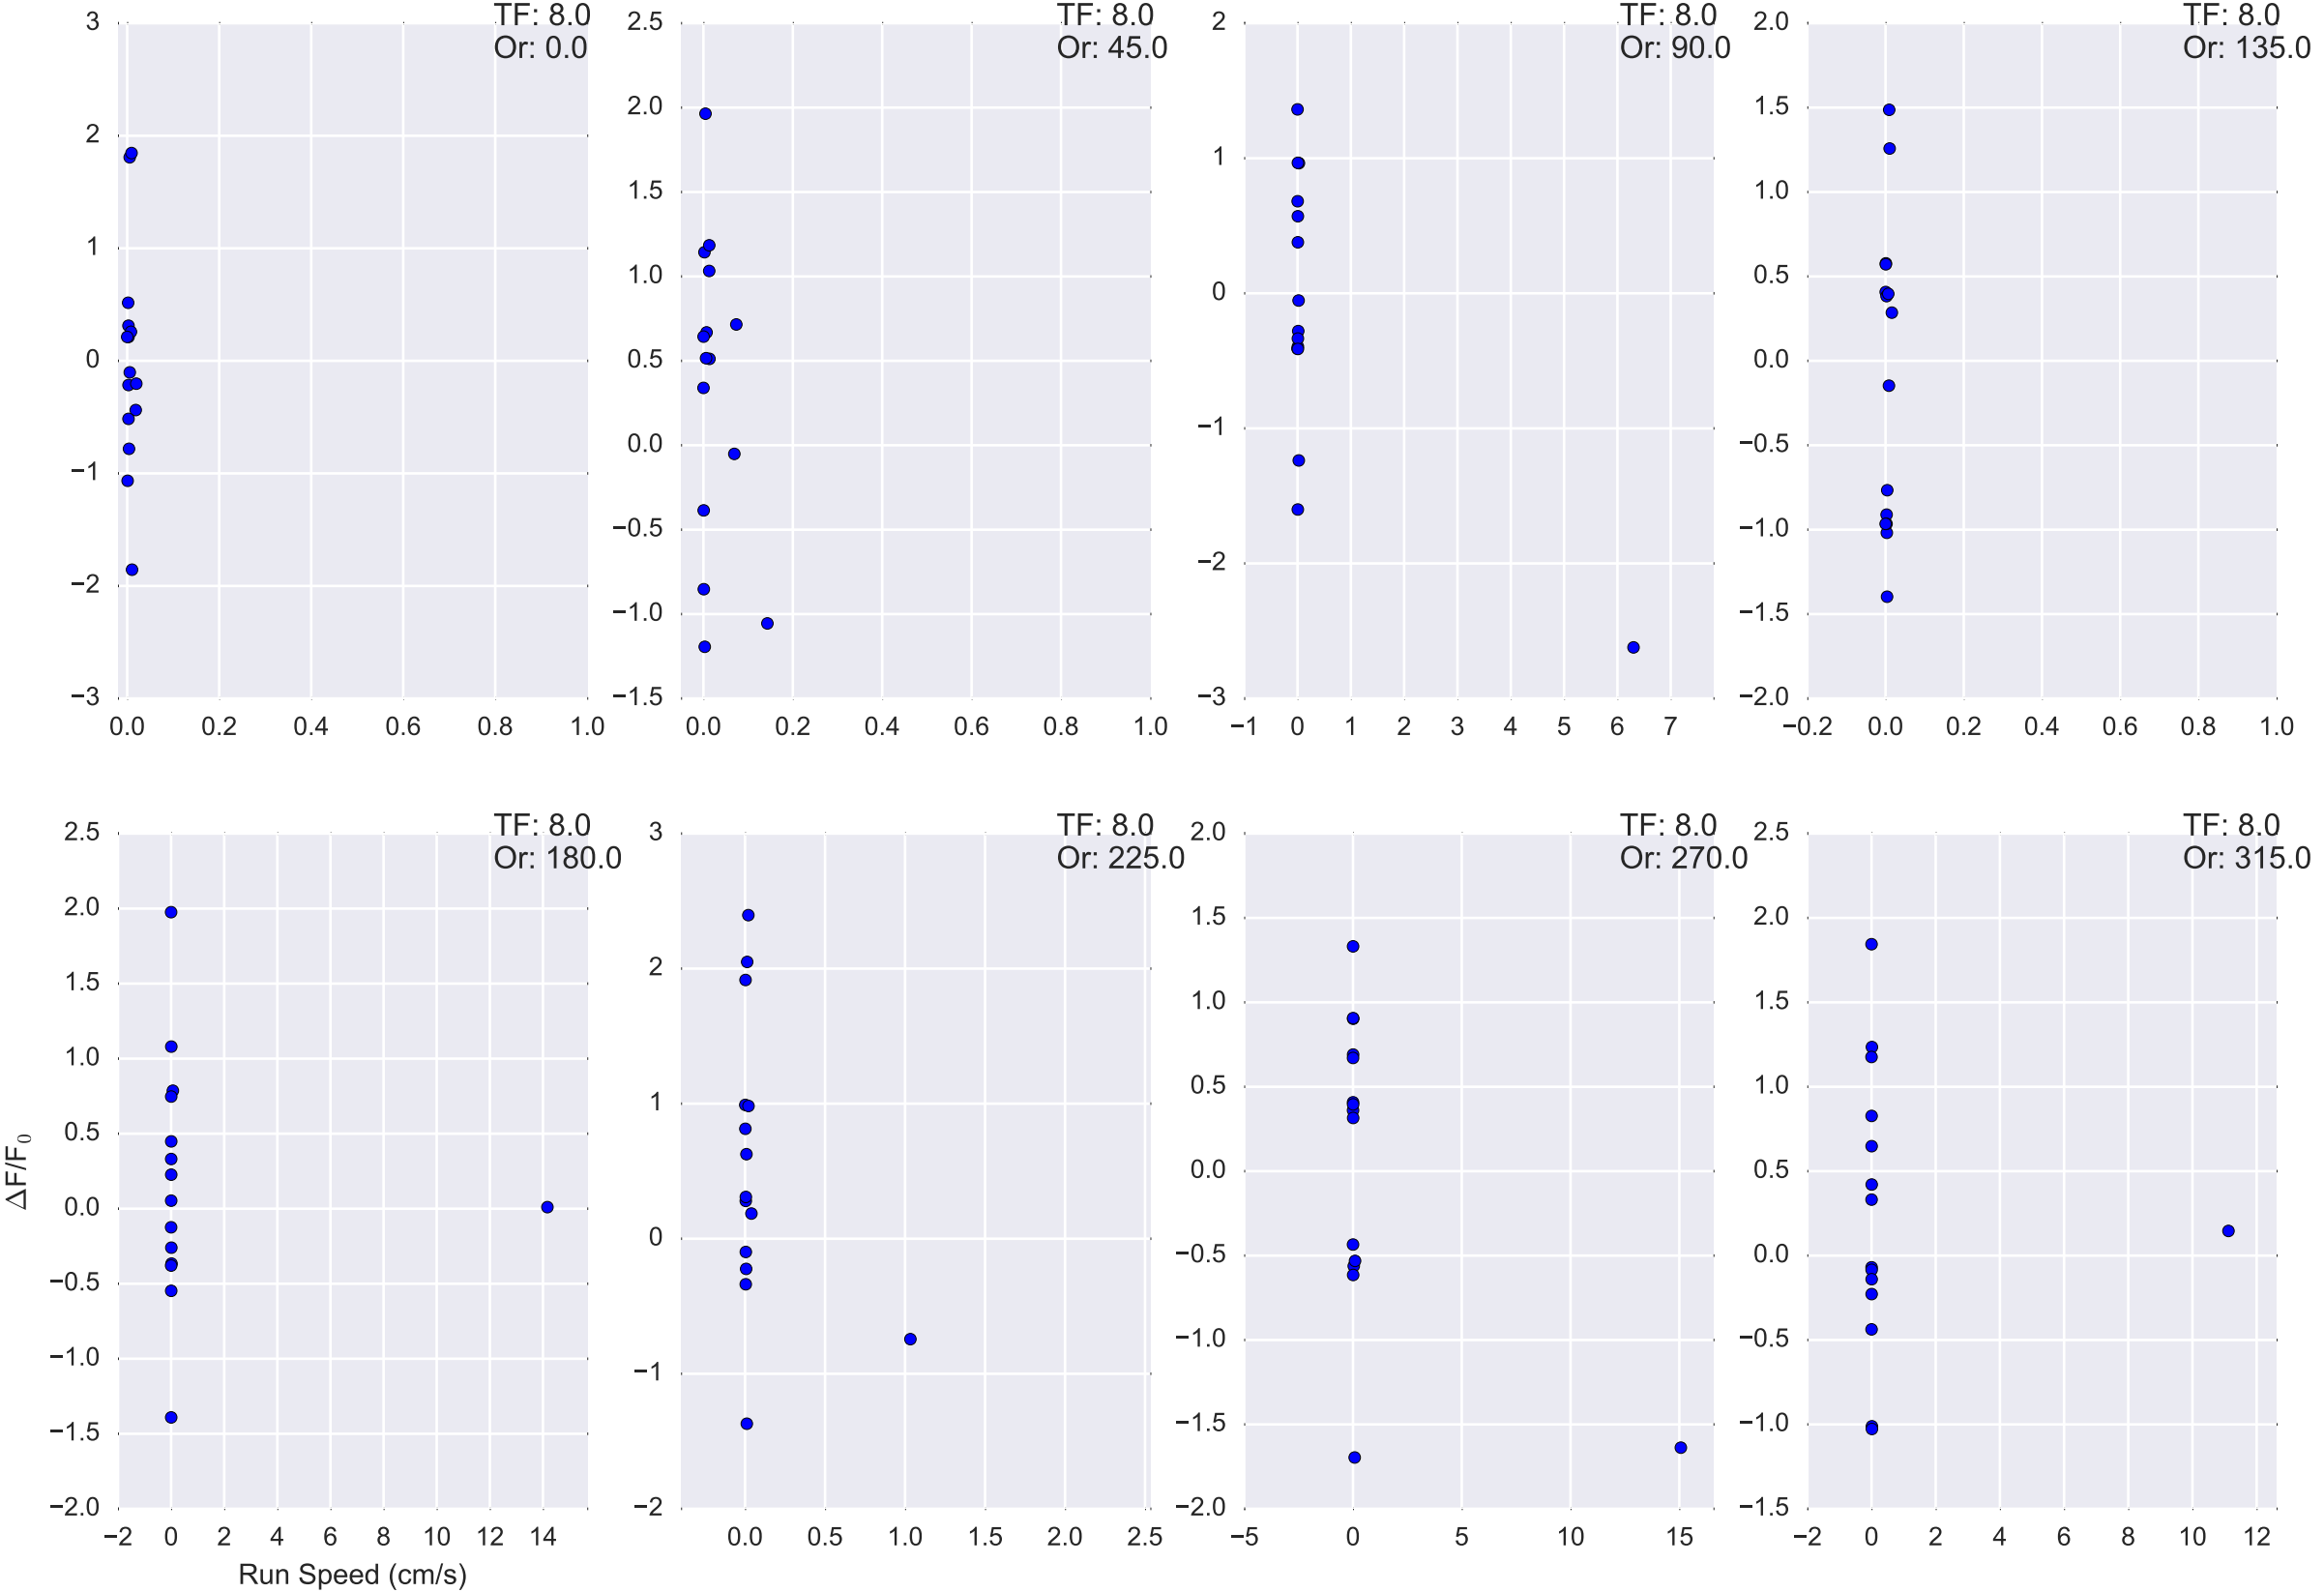 TF: 8.0
Or: 0.0
3
2
1
0
−1
−2
−3
0.0 0.2 0.4 0.6 0.8 1.0
TF: 8.0
Or: 45.0
2.5
2.0
1.5
1.0
0.5
0.0
−0.5
−1.0
−1.5
0.0 0.2 0.4 0.6 0.8 1.0
TF: 8.0
Or: 90.0
2
1
0
−1
−2
−3
−1 0 1 2 3 4 5 6 7
TF: 8.0
Or: 135.0
2.0
1.5
1.0
0.5
0.0
−0.5
−1.0
−1.5
−2.0
−0.2 0.0 0.2 0.4 0.6 0.8 1.0
TF: 8.0
Or: 180.0
2.5
2.0
1.5
1.0
0.5
0.0
−0.5
−1.0
−1.5
−2.0
ΔF/F₀
−2 0 2 4 6 8 10 12 14
Run Speed (cm/s)
TF: 8.0
Or: 225.0
3
2
1
0
−1
−2
0.0 0.5 1.0 1.5 2.0 2.5
TF: 8.0
Or: 270.0
2.0
1.5
1.0
0.5
0.0
−0.5
−1.0
−1.5
−2.0
−5 0 5 10 15
TF: 8.0
Or: 315.0
2.5
2.0
1.5
1.0
0.5
0.0
−0.5
−1.0
−1.5
−2 0 2 4 6 8 10 12